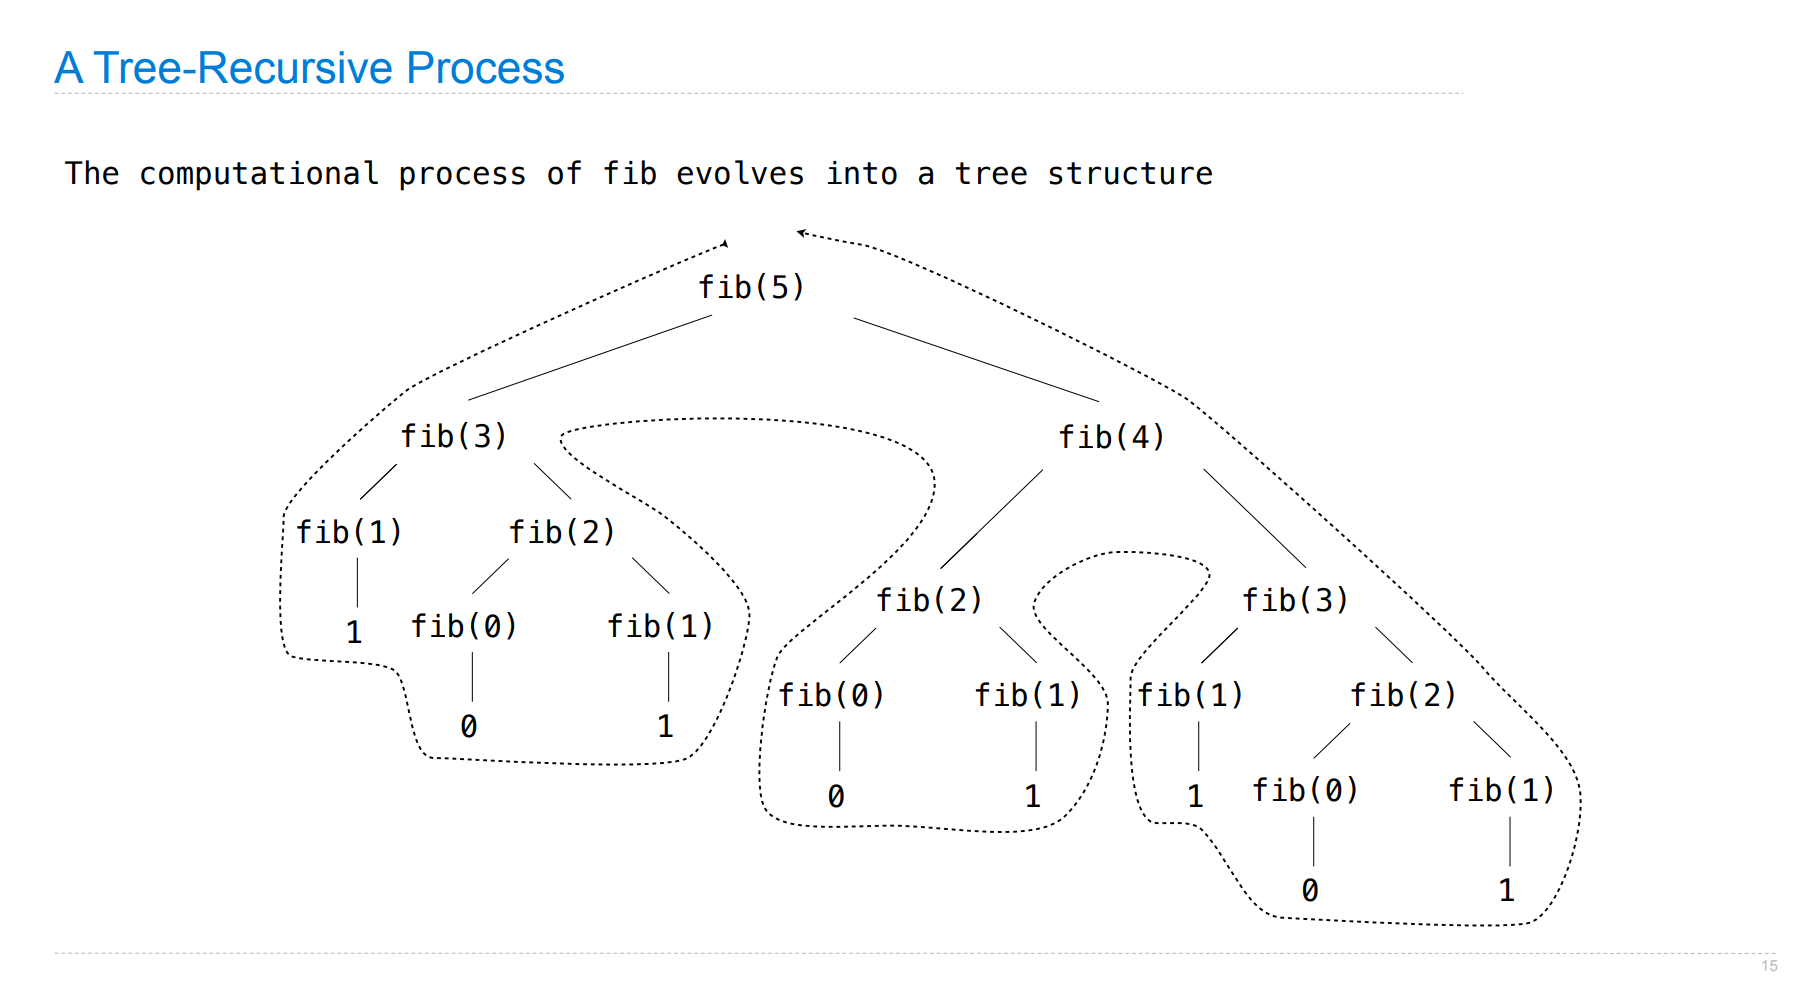 A Tree-Recursive Process
The computational process of fib evolves into a tree structure
fib(5)
fib(3) fib(4)
fib(1) fib(2)
fib(2) fib(3)
1 fib(0) fib(1)
fib(0) fib(1) fib(1) fib(2)
0 1
0 1 1 fib(0) fib(1)
0 1
15